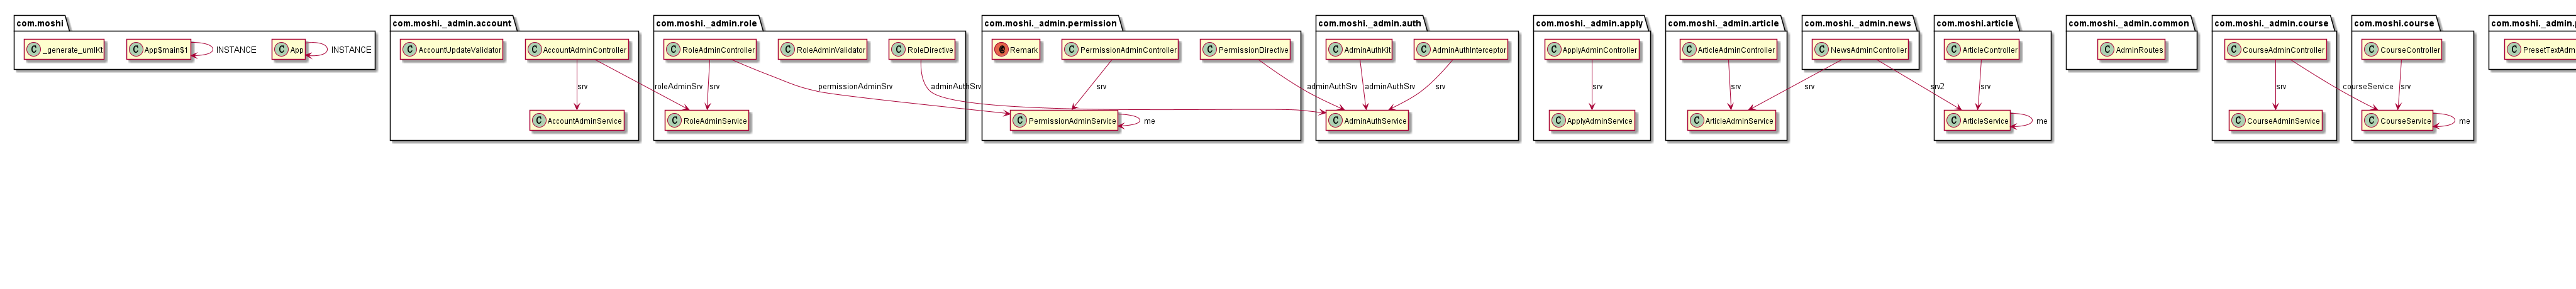 com.moshi
_generate_umlKt
App$main$1
INSTANCE
App
INSTANCE
com.moshi._admin.account
AccountUpdateValidator
AccountAdminController
srv
roleAdminSrv
AccountAdminService
com.moshi._admin.role
RoleAdminController
RoleAdminValidator
RoleDirective
srv
permissionAdminSrv
adminAuthSrv
RoleAdminService
com.moshi._admin.permission
@
Remark
PermissionAdminController
PermissionDirective
srv
adminAuthSrv
PermissionAdminService
me
com.moshi._admin.auth
AdminAuthKit
AdminAuthInterceptor
adminAuthSrv
srv
AdminAuthService
com.moshi._admin.apply
ApplyAdminController
srv
ApplyAdminService
com.moshi._admin.article
ArticleAdminController
srv
ArticleAdminService
com.moshi._admin.news
NewsAdminController
srv
srv2
com.moshi.article
ArticleController
srv
ArticleService
me
com.moshi._admin.common
AdminRoutes
com.moshi._admin.course
CourseAdminController
srv
courseService
CourseAdminService
com.moshi.course
CourseController
srv
CourseService
me
com.moshi._admin.
PresetTextAdm